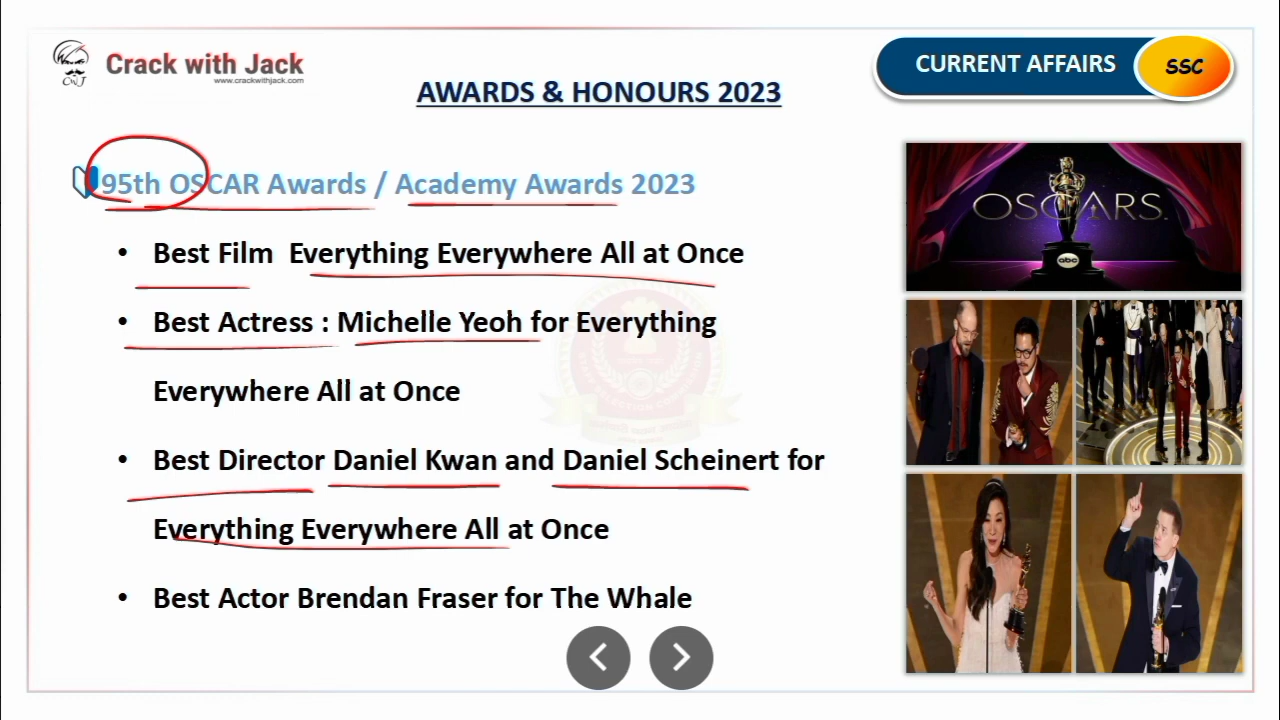 Crack with Jack
www.crackwithjack.com
CURRENT AFFAIRS
SSC
AWARDS & HONOURS 2023
95th OSCAR Awards / Academy Awards 2023
• Best Film Everything Everywhere All at Once
• Best Actress : Michelle Yeoh for Everything
Everywhere All at Once
• Best Director Daniel Kwan and Daniel Scheinert for
Everything Everywhere All at Once
• Best Actor Brendan Fraser for The Whale
OSCARS
abc